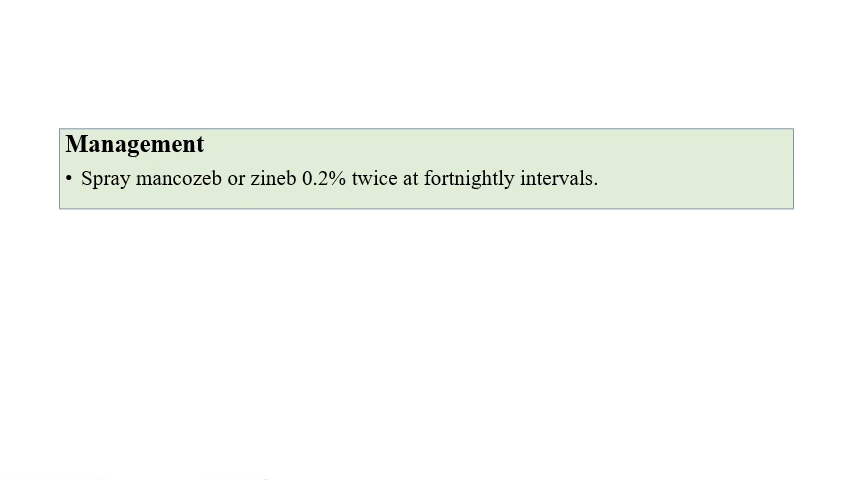 Management
• Spray mancozeb or zineb 0.2% twice at fortnightly intervals.